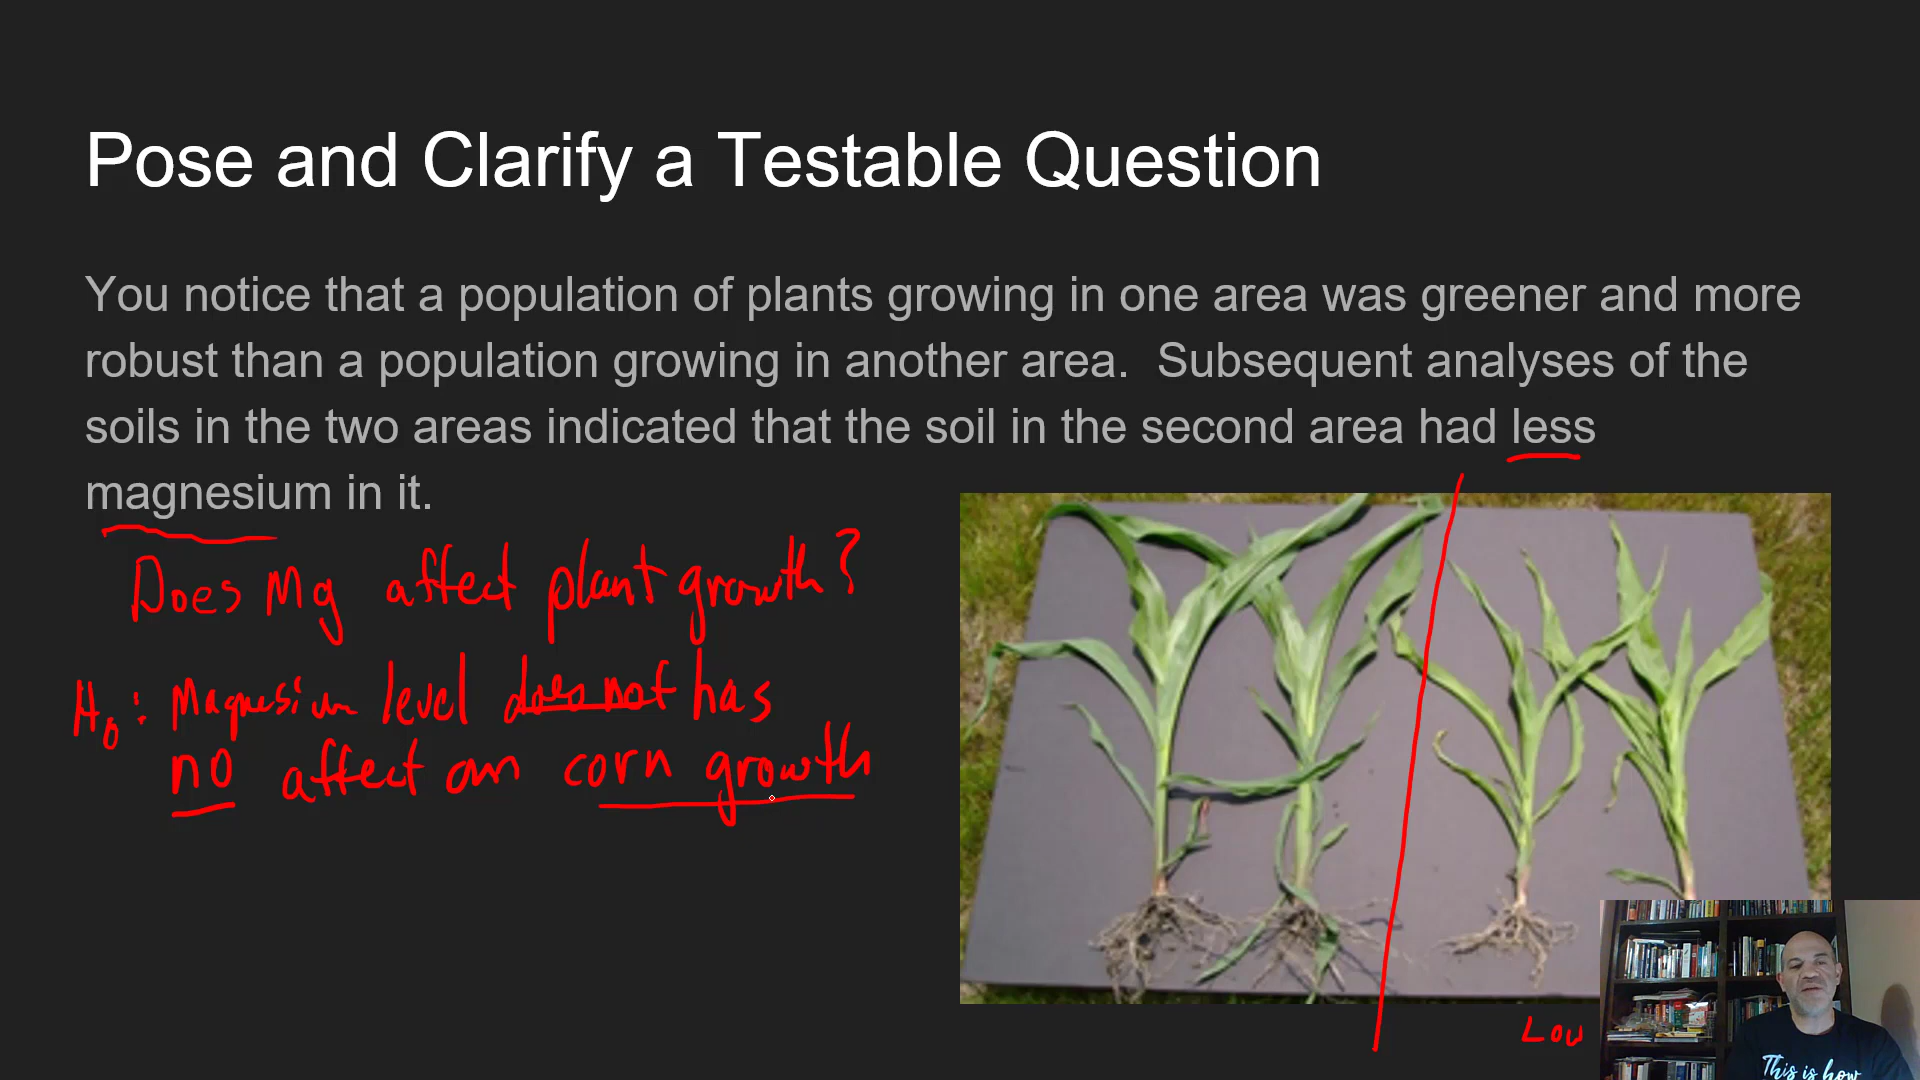 Pose and Clarify a Testable Question
You notice that a population of plants growing in one area was greener and more
robust than a population growing in another area.  Subsequent analyses of the
soils in the two areas indicated that the soil in the second area had less
magnesium in it.
Does Mg affect plant growth?
H0: Magnesium level does not has
no affect on corn growth
Low
This is how